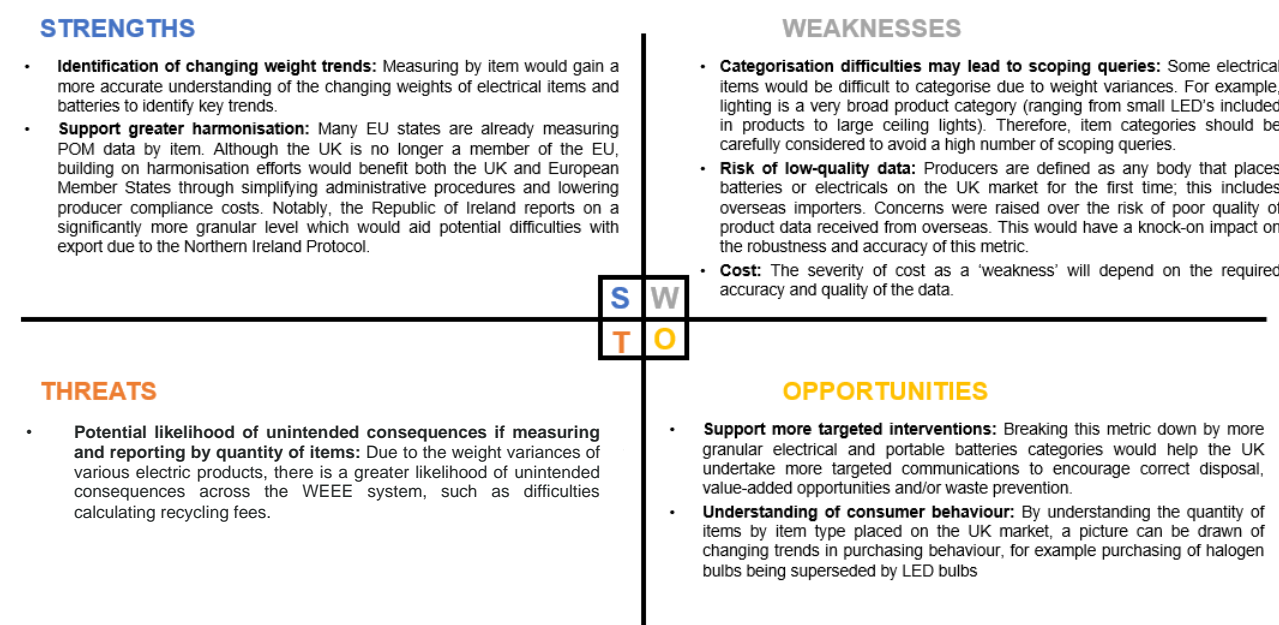 STRENGTHS
• Identification of changing weight trends: Measuring by item would gain a
more accurate understanding of the changing weights of electrical items and
batteries to identify key trends.
• Support greater harmonisation: Many EU states are already measuring
POM data by item. Although the UK is no longer a member of the EU,
building on harmonisation efforts would benefit both the UK and European
Member States through simplifying administrative procedures and lowering
producer compliance costs. Notably, the Republic of Ireland reports on a
significantly more granular level which would aid potential difficulties with
export due to the Northern Ireland Protocol.
WEAKNESSES
• Categorisation difficulties may lead to scoping queries: Some electrical
items would be difficult to categorise due to weight variances. For example,
lighting is a very broad product category (ranging from small LED's included
in products to large ceiling lights). Therefore, item categories should be
carefully considered to avoid a high number of scoping queries.
• Risk of low-quality data: Producers are defined as any body that places
batteries or electricals on the UK market for the first time; this includes
overseas importers. Concerns were raised over the risk of poor quality of
product data received from overseas. This would have a knock-on impact on
the robustness and accuracy of this metric.
• Cost: The severity of cost as a 'weakness' will depend on the required
accuracy and quality of the data.
S W
T O
THREATS
• Potential likelihood of unintended consequences if measuring
and reporting by quantity of items: Due to the weight variances of
various electric products, there is a greater likelihood of unintended
consequences across the WEEE system, such as difficulties
calculating recycling fees.
OPPORTUNITIES
• Support more targeted interventions: Breaking this metric down by more
granular electrical and portable batteries categories would help the UK
undertake more targeted communications to encourage correct disposal,
value-added opportunities and/or waste prevention.
• Understanding of consumer behaviour: By understanding the quantity of
items by item type placed on the UK market, a picture can be drawn of
changing trends in purchasing behaviour, for example purchasing of halogen
bulbs being superseded by LED bulbs